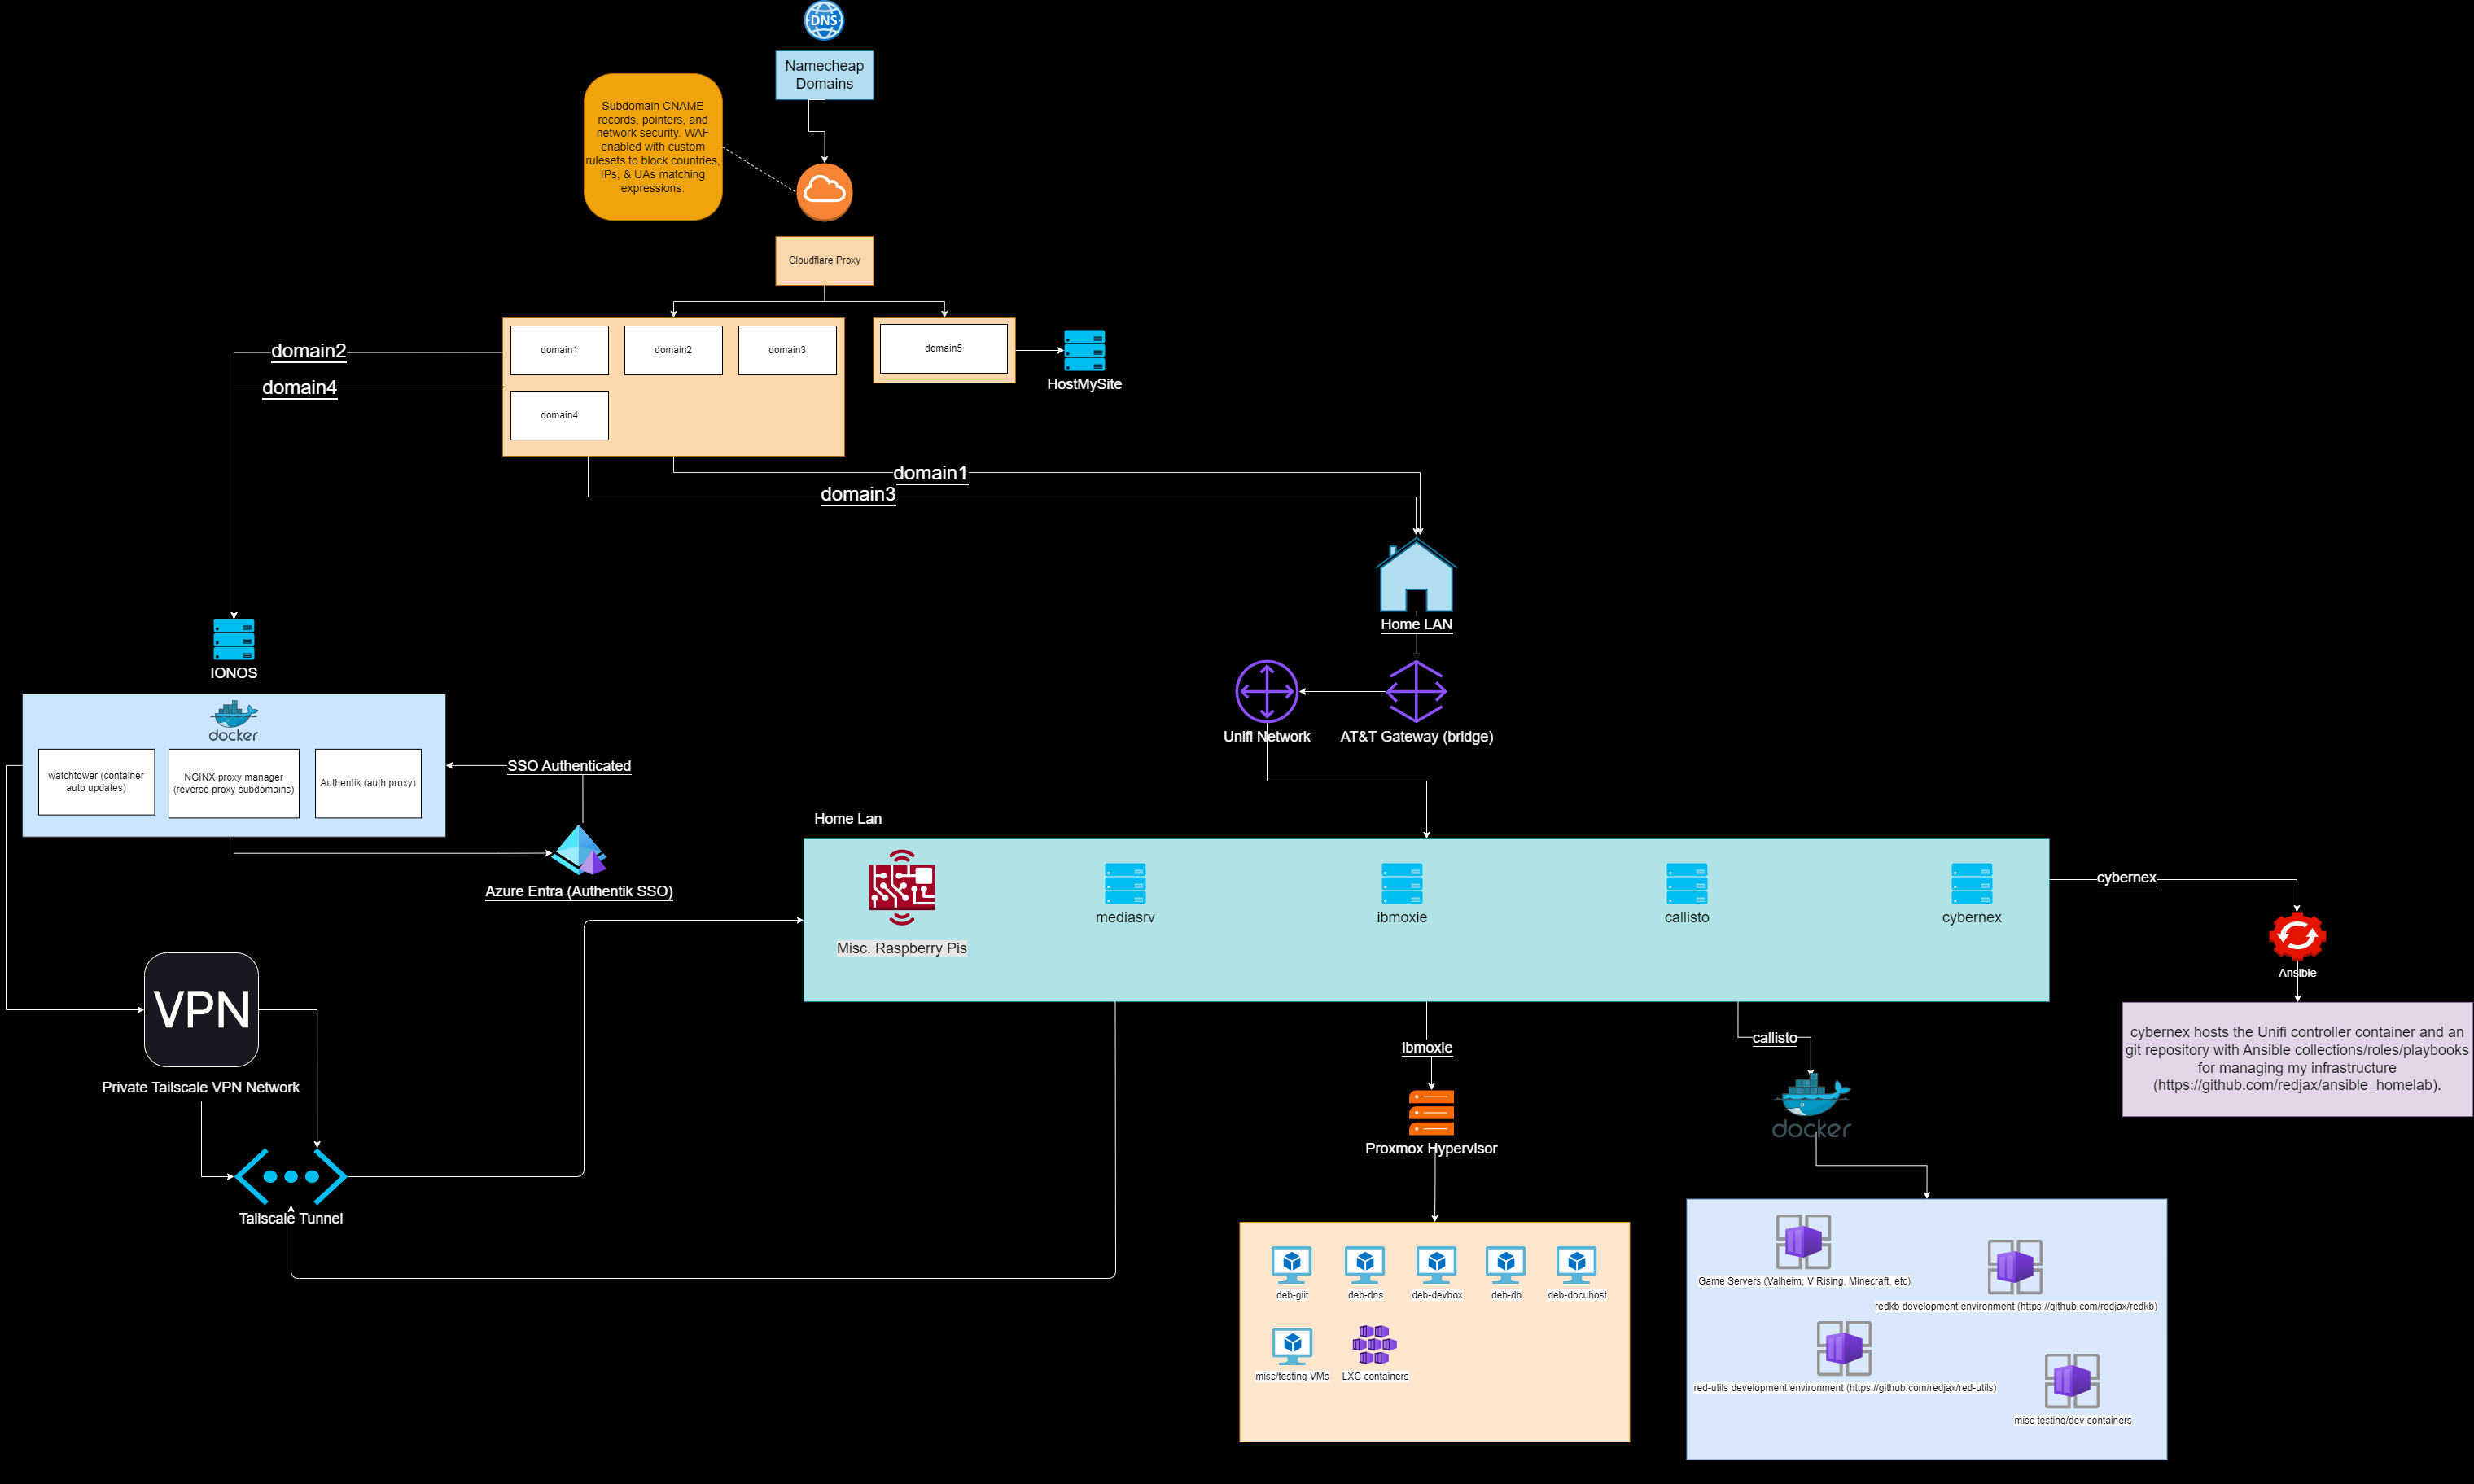 DNS
Namecheap
Domains
Subdomain CNAME
records, pointers, and
network security. WAF
enabled with custom
rulesets to block countries,
IPs, & UAs matching
expressions.
Cloudflare Proxy
domain1
domain2
domain3
domain4
domain5
HostMySite
domain2
domain4
domain1
domain3
Home LAN
IONOS
Unifi Network
AT&T Gateway (bridge)
docker
watchtower (container
auto updates)
NGINX proxy manager
(reverse proxy subdomains)
Authentik (auth proxy)
SSO Authenticated
Azure Entra (Authentik SSO)
Home Lan
Misc. Raspberry Pis
mediasrv
ibmoxie
callisto
cybernex
cybernex
Ansible
cybernex hosts the Unifi controller container and an
git repository with Ansible collections/roles/playbooks
for managing my infrastructure
(https://github.com/redjax/ansible_homelab).
VPN
Private Tailscale VPN Network
Tailscale Tunnel
ibmoxie
Proxmox Hypervisor
callisto
docker
deb-giit
deb-dns
deb-devbox
deb-db
deb-docuhost
misc/testing VMs
LXC containers
Game Servers (Valheim, V Rising, Minecraft, etc)
redkb development environment (https://github.com/redjax/redkb)
red-utils development environment (https://github.com/redjax/red-utils)
misc testing/dev containers